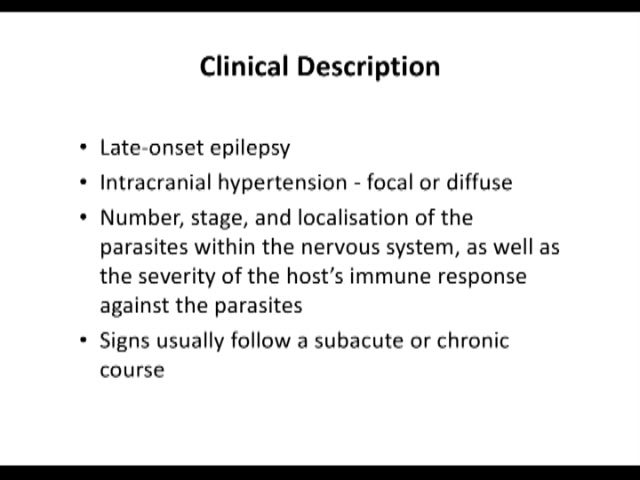 Clinical Description
• Late-onset epilepsy
• Intracranial hypertension - focal or diffuse
• Number, stage, and localisation of the
parasites within the nervous system, as well as
the severity of the host's immune response
against the parasites
• Signs usually follow a subacute or chronic
course